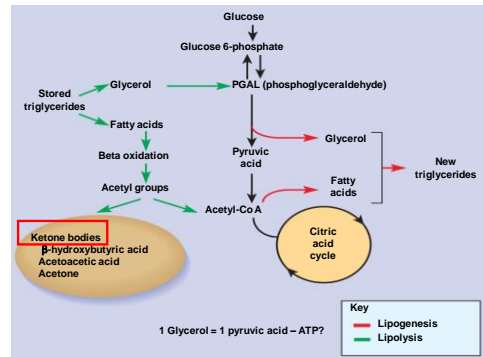 Glucose
Glucose 6-phosphate
Stored
triglycerides
Glycerol
PGAL (phosphoglyceraldehyde)
Fatty acids
Beta oxidation
Acetyl groups
Pyruvic
acid
Glycerol
Fatty
acids
New
triglycerides
Acetyl-Co A
Ketone bodies
β-hydroxybutyric acid
Acetoacetic acid
Acetone
Citric
acid
cycle
1 Glycerol = 1 pyruvic acid – ATP?
Key
Lipogenesis
Lipolysis